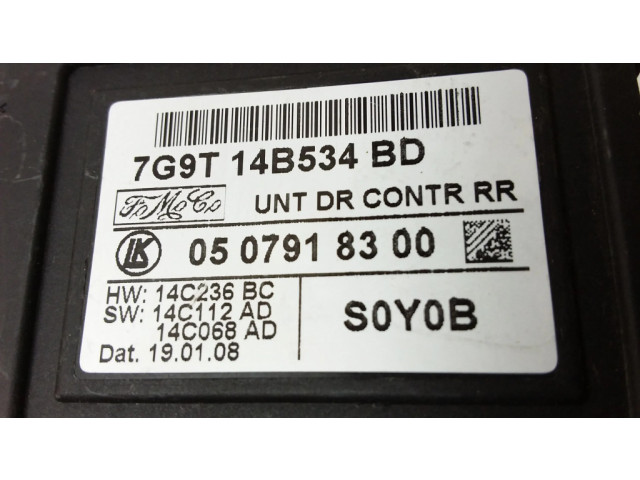 7G9T 14B534 BD
FoMoCo UNT DR CONTR RR
LK 05 0791 83 00
HW: 14C236 BC
SW: 14C112 AD
14C068 AD
S0Y0B
Dat. 19.01.08